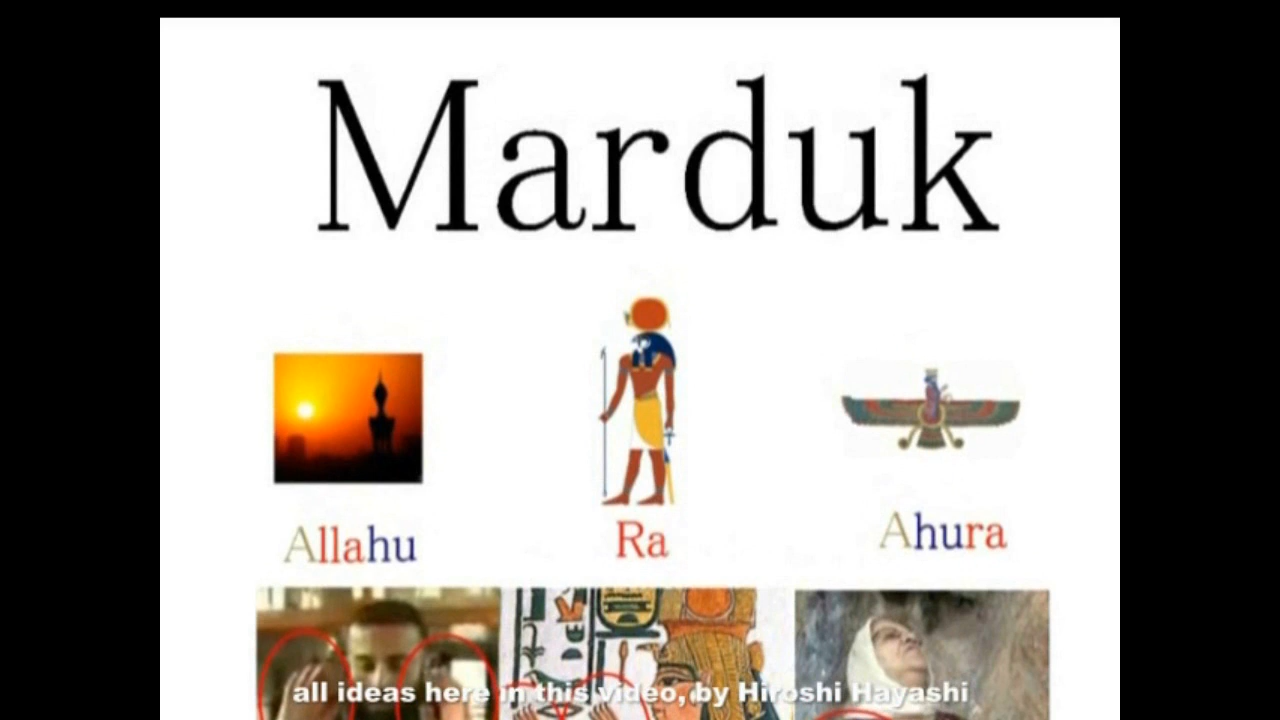 Marduk
Allahu
Ra
Ahura
all ideas here in this video, by Hiroshi Hayashi